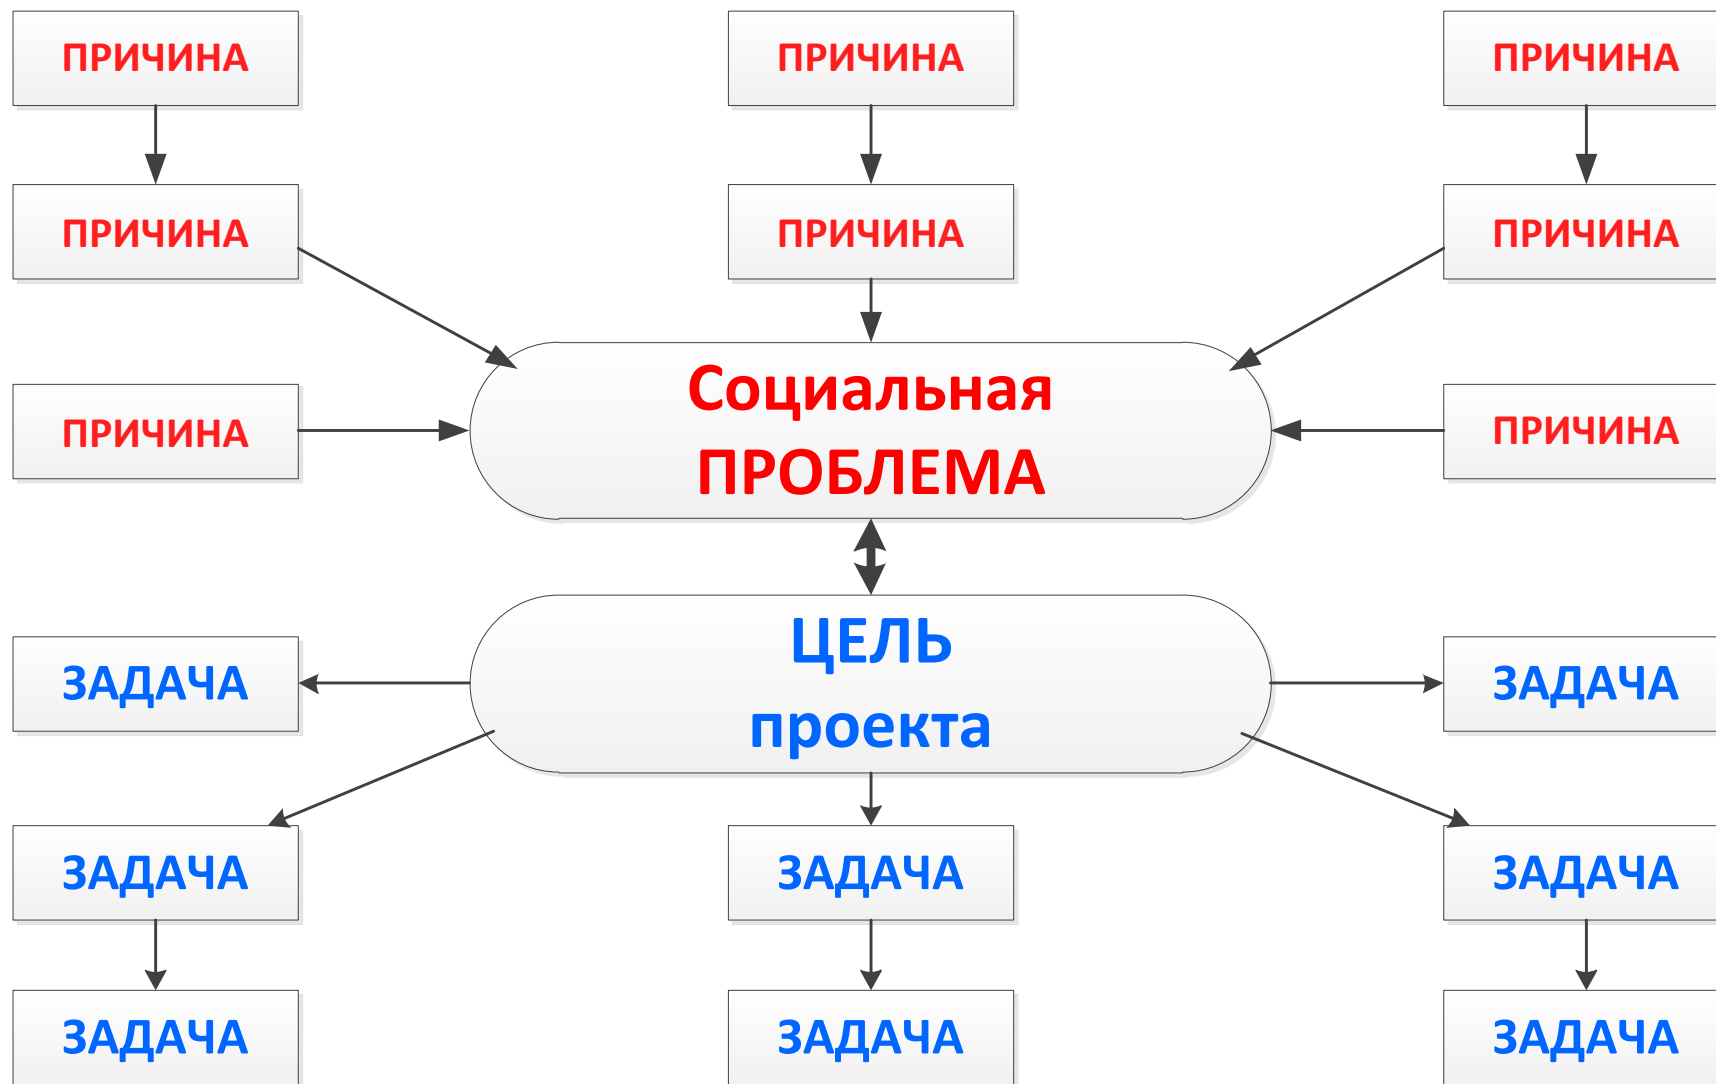 ПРИЧИНА
ПРИЧИНА
ПРИЧИНА
ПРИЧИНА
ПРИЧИНА
ПРИЧИНА
ПРИЧИНА
Социальная
ПРОБЛЕМА
ПРИЧИНА
ЗАДАЧА
ЦЕЛЬ
проекта
ЗАДАЧА
ЗАДАЧА
ЗАДАЧА
ЗАДАЧА
ЗАДАЧА
ЗАДАЧА
ЗАДАЧА